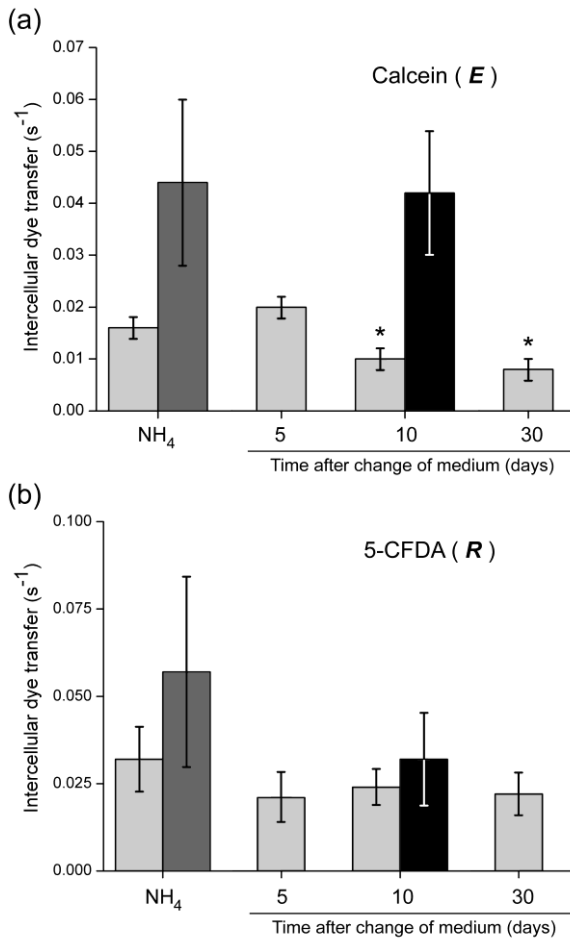 (a)
Calcein ( E )
Intercellular dye transfer (s-1)
0.07
0.06
0.05
0.04
0.03
0.02
0.01
0.00
*
*
NH4
5
10
30
Time after change of medium (days)
(b)
5-CFDA ( R )
Intercellular dye transfer (s-1)
0.100
0.075
0.050
0.025
0.000
NH4
5
10
30
Time after change of medium (days)